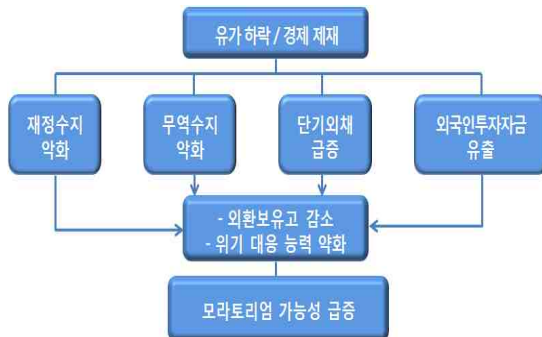 유가 하락 / 경제 제재
재정수지
악화
무역수지
악화
단기외채
급증
외국인투자자금
유출
- 외환보유고 감소
- 위기 대응 능력 약화
모라토리엄 가능성 급증